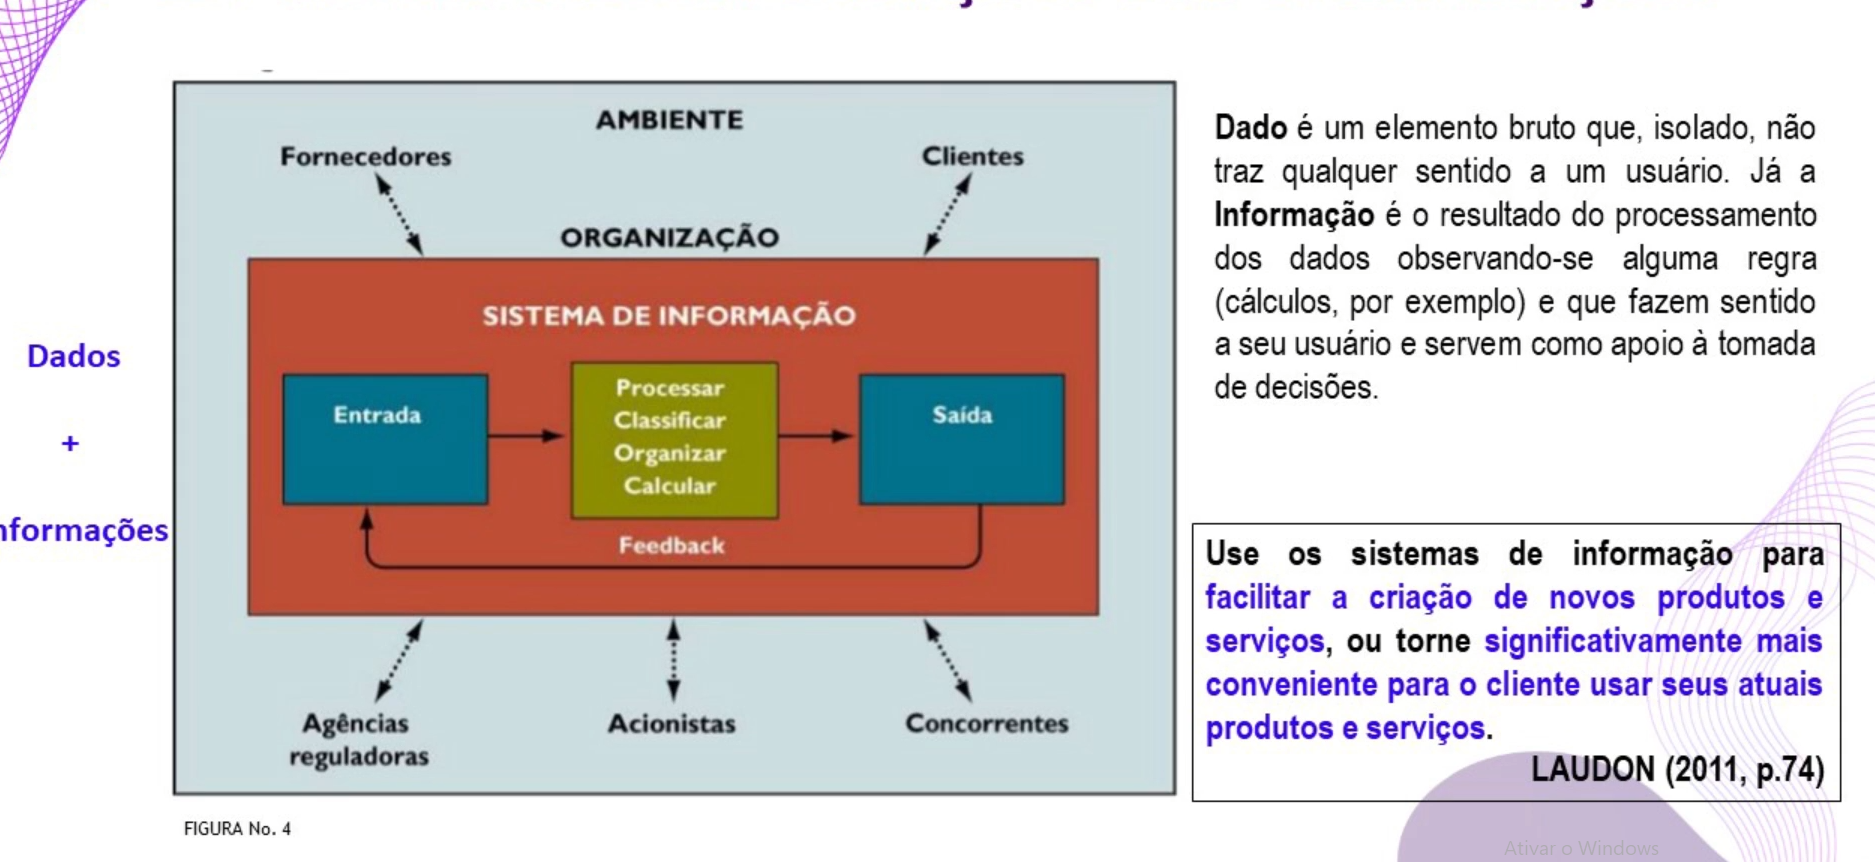 AMBIENTE
Fornecedores
Clientes
ORGANIZAÇÃO
SISTEMA DE INFORMAÇÃO
Entrada
Processar
Classificar
Organizar
Calcular
Saída
Feedback
Agências
reguladoras
Acionistas
Concorrentes
FIGURA No. 4
Dados
+
nformações
Dado é um elemento bruto que, isolado, não
traz qualquer sentido a um usuário. Já a
Informação é o resultado do processamento
dos dados observando-se alguma regra
(cálculos, por exemplo) e que fazem sentido
a seu usuário e servem como apoio à tomada
de decisões.
Use os sistemas de informação para
facilitar a criação de novos produtos e
serviços, ou torne significativamente mais
conveniente para o cliente usar seus atuais
produtos e serviços.
LAUDON (2011, p.74)
Ativar o Windows